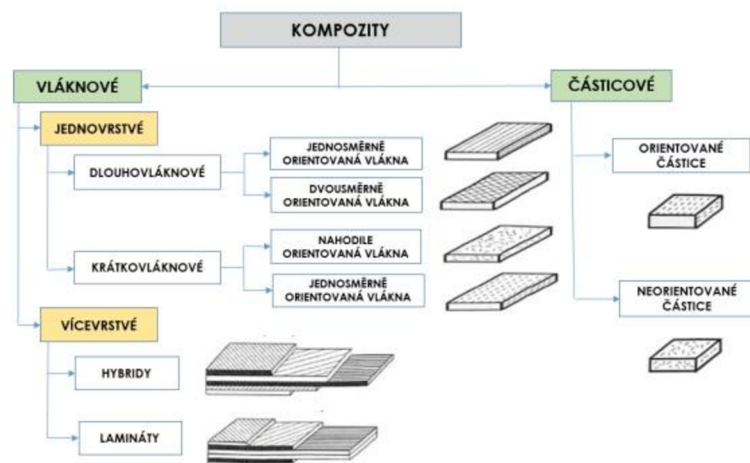 KOMPOZITY
VLÁKNOVÉ
ČÁSTICOVÉ
JEDNOVRSTVÉ
DLOUHOVLÁKNOVÉ
JEDNOSMĚRNĚ
ORIENTOVANÁ VLÁKNA
DVOUSMĚRNĚ
ORIENTOVANÁ VLÁKNA
KRÁTKOVLÁKNOVÉ
NAHODILE
ORIENTOVANÁ VLÁKNA
JEDNOSMĚRNĚ
ORIENTOVANÁ VLÁKNA
VÍCEVRSTVÉ
HYBRIDY
LAMINÁTY
ORIENTOVANÉ
ČÁSTICE
NEORIENTOVANÉ
ČÁSTICE